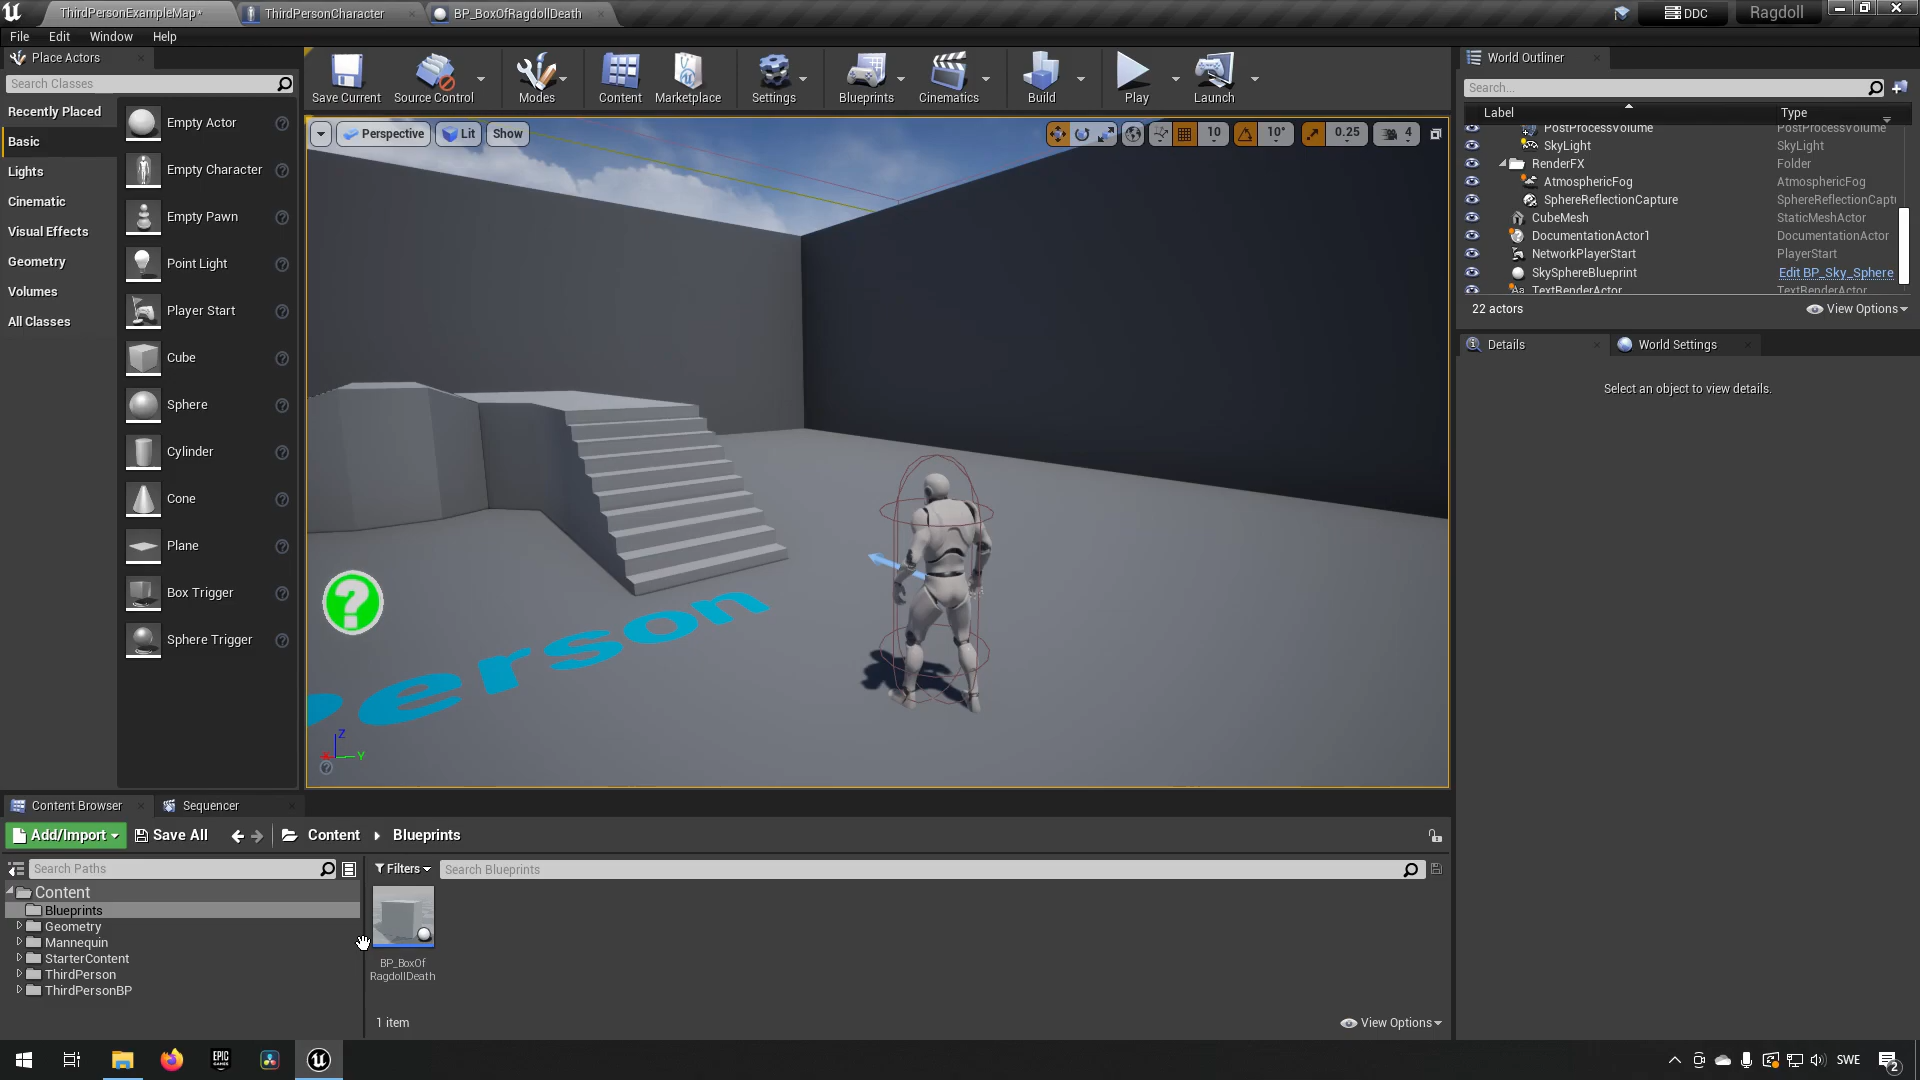 ThirdPersonExampleMap*
ThirdPersonCharacter
BP_BoxOfRagdollDeath
DDC
Ragdoll
File Edit Window Help
Place Actors
Search Classes
Recently Placed
Basic
Lights
Cinematic
Visual Effects
Geometry
Volumes
All Classes
Empty Actor
Empty Character
Empty Pawn
Point Light
Player Start
Cube
Sphere
Cylinder
Cone
Plane
Box Trigger
Sphere Trigger
Save Current
Source Control
Modes
Content
Marketplace
Settings
Blueprints
Cinematics
Build
Play
Launch
Perspective
Lit
Show
10
10°
0.25
4
Person
Z
X
Y
World Outliner
Search...
Label Type
PostProcessVolume PostProcessVolume
SkyLight SkyLight
RenderFX Folder
AtmosphericFog AtmosphericFog
SphereReflectionCapture SphereReflectionCaptu
CubeMesh StaticMeshActor
DocumentationActor1 DocumentationActor
NetworkPlayerStart PlayerStart
SkySphereBlueprint Edit BP_Sky_Sphere
TextRenderActor TextRenderActor
22 actors
View Options
Details
World Settings
Select an object to view details.
Content Browser
Sequencer
Add/Import
Save All
Content
Blueprints
Search Paths
Filters
Search Blueprints
Content
Blueprints
Geometry
Mannequin
StarterContent
ThirdPerson
ThirdPersonBP
BP_BoxOf
RagdollDeath
1 item
View Options
EPIC
GAMES
SWE
2